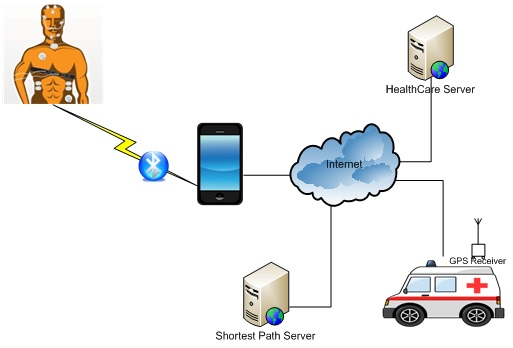 HealthCare Server
Internet
GPS Receiver
Shortest Path Server